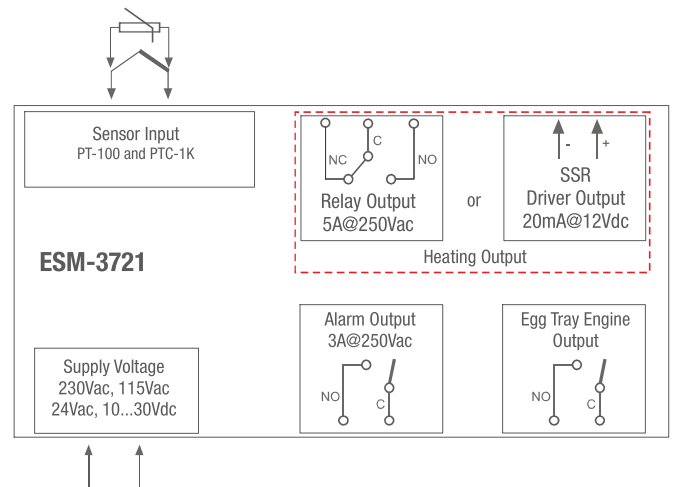 Sensor Input
PT-100 and PTC-1K
NC
C
NO
Relay Output
5A@250Vac
or
- +
SSR
Driver Output
20mA@12Vdc
Heating Output
ESM-3721
Supply Voltage
230Vac, 115Vac
24Vac, 10...30Vdc
Alarm Output
3A@250Vac
NO
C
Egg Tray Engine
Output
NO
C